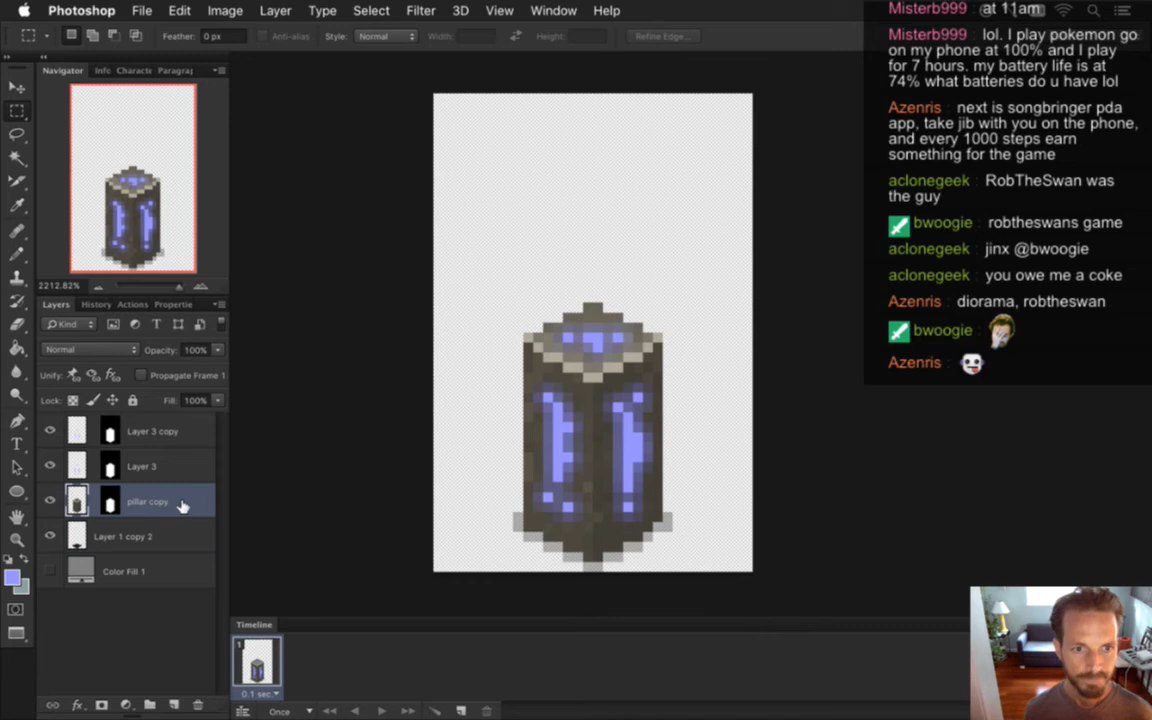 Photoshop File Edit Image Layer Type Select Filter 3D View Window Help
Feather: 0 px Anti-alias Style: Normal Width: Height: Refine Edge...
Navigator Info Charact Paragraj
2212.82%
Layers History Actions Propertie
Kind
Normal Opacity: 100%
Unify: Propagate Frame 1
Lock: Fill: 100%
Layer 3 copy
Layer 3
pillar copy
Layer 1 copy 2
Color Fill 1
Timeline
1
0.1 sec.
Once
Misterb999 at 11am
Misterb999 : lol. I play pokemon go
on my phone at 100% and I play
for 7 hours. my battery life is at
74% what batteries do u have lol
Azenris : next is songbringer pda
app, take jib with you on the phone,
and every 1000 steps earn
something for the game
aclonegeek : RobTheSwan was
the guy
bwoogie : robtheswans game
aclonegeek : jinx @bwoogie
aclonegeek : you owe me a coke
Azenris : diorama, robtheswan
bwoogie :
Azenris :